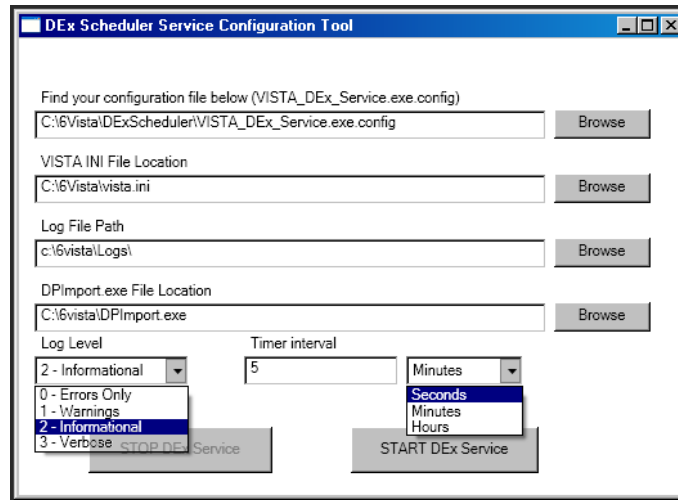 DEx Scheduler Service Configuration Tool
Find your configuration file below (VISTA_DEx_Service.exe.config)
C:\6Vista\DExScheduler\VISTA_DEx_Service.exe.config
Browse
VISTA INI File Location
C:\6Vista\vista.ini
Browse
Log File Path
c:\6vista\Logs\
Browse
DPImport.exe File Location
C:\6vista\DPImport.exe
Browse
Log Level
Timer interval
2 - Informational
5
Minutes
0 - Errors Only
1 - Warnings
2 - Informational
3 - Verbose
Seconds
Minutes
Hours
STOP DEx Service
START DEx Service